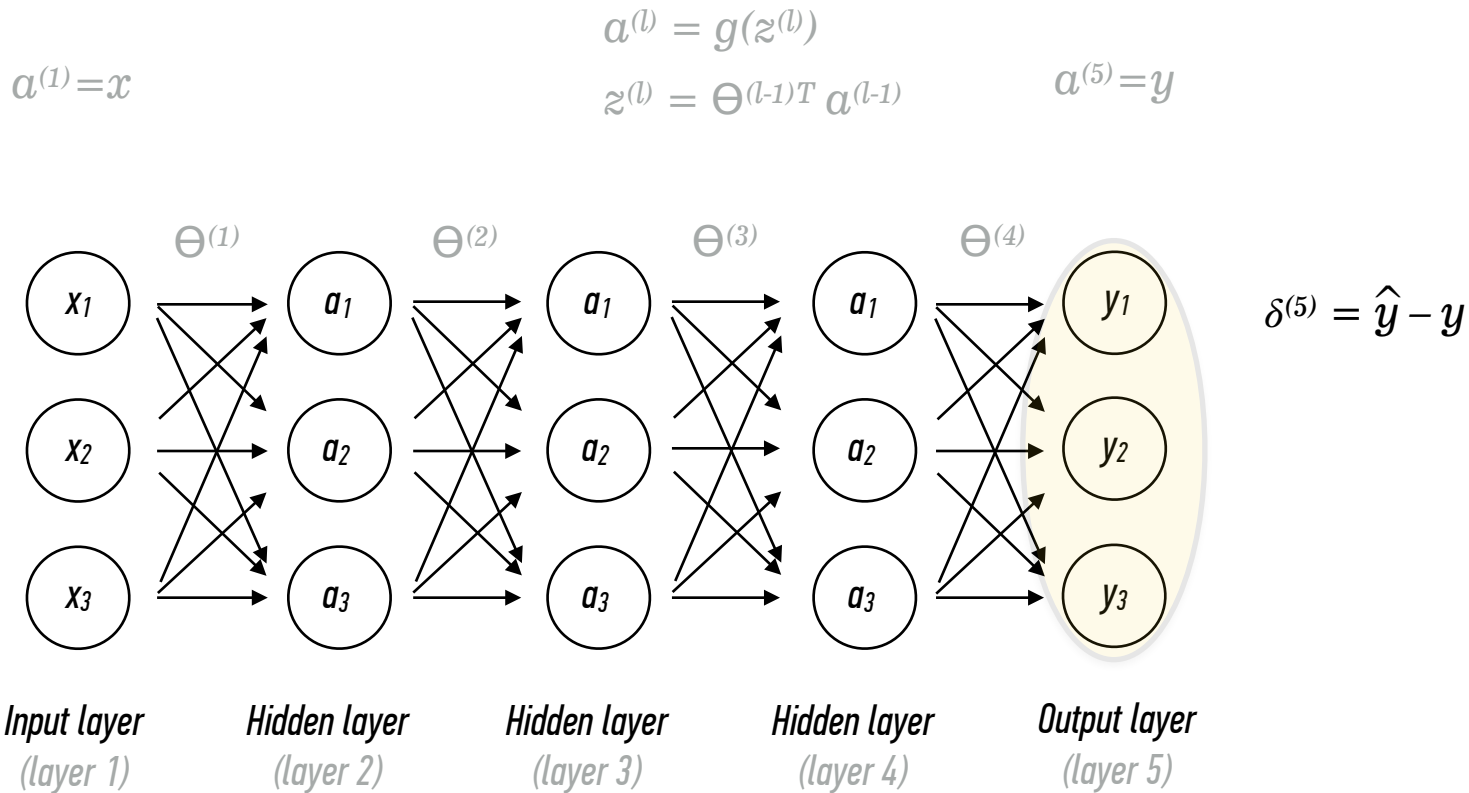 a⁽ˡ⁾ = g(z⁽ˡ⁾)
a⁽¹⁾=x
z⁽ˡ⁾ = Θ⁽ˡ⁻¹⁾ᵀ a⁽ˡ⁻¹⁾
a⁽⁵⁾=y
Θ⁽¹⁾ Θ⁽²⁾ Θ⁽³⁾ Θ⁽⁴⁾
x₁ a₁ a₁ a₁ y₁
δ⁽⁵⁾ = ŷ – y
x₂ a₂ a₂ a₂ y₂
x₃ a₃ a₃ a₃ y₃
Input layer Hidden layer Hidden layer Hidden layer Output layer
(layer 1) (layer 2) (layer 3) (layer 4) (layer 5)